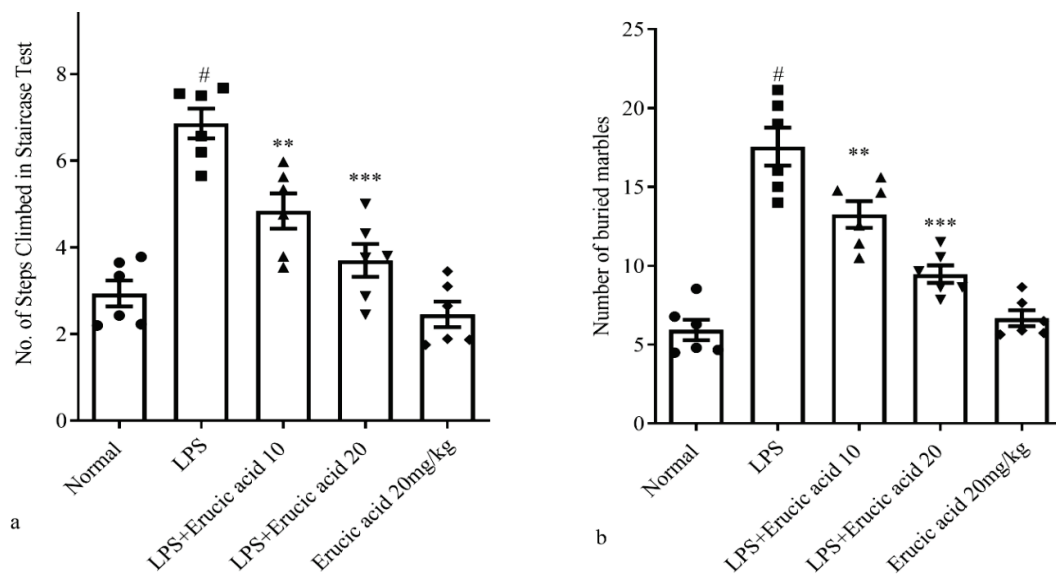 No. of Steps Climbed in Staircase Test
8
6
4
2
0
#
**
***
Normal
LPS
LPS+Erucic acid 10
LPS+Erucic acid 20
Erucic acid 20mg/kg
a
Number of buried marbles
25
20
15
10
5
0
#
**
***
Normal
LPS
LPS+Erucic acid 10
LPS+Erucic acid 20
Erucic acid 20mg/kg
b